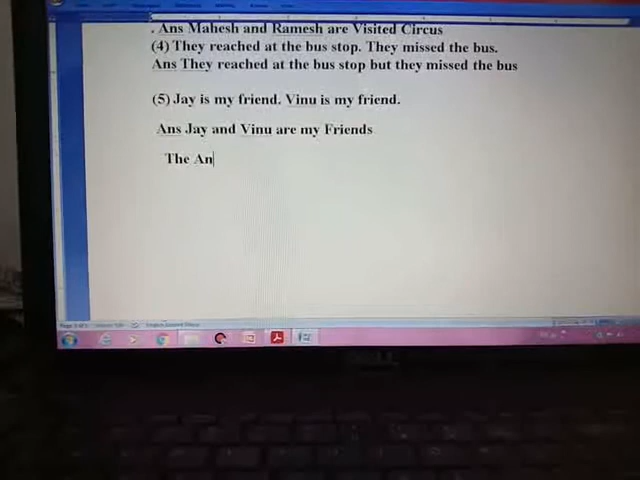 . Ans Mahesh and Ramesh are Visited Circus
(4) They reached at the bus stop. They missed the bus.
Ans They reached at the bus stop but they missed the bus
(5) Jay is my friend. Vinu is my friend.
Ans Jay and Vinu are my Friends
The An